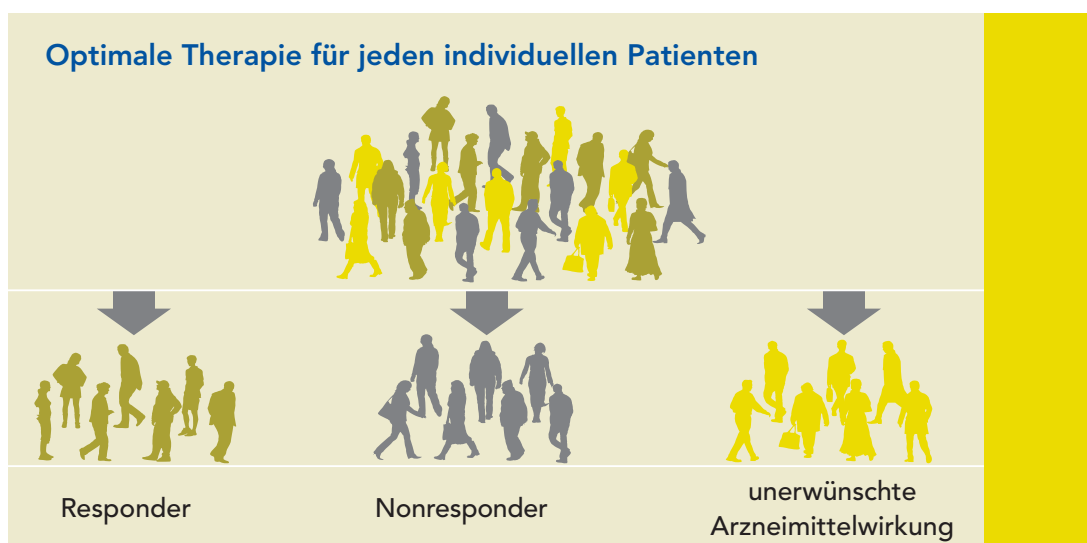 Optimale Therapie für jeden individuellen Patienten
Responder
Nonresponder
unerwünschte
Arzneimittelwirkung